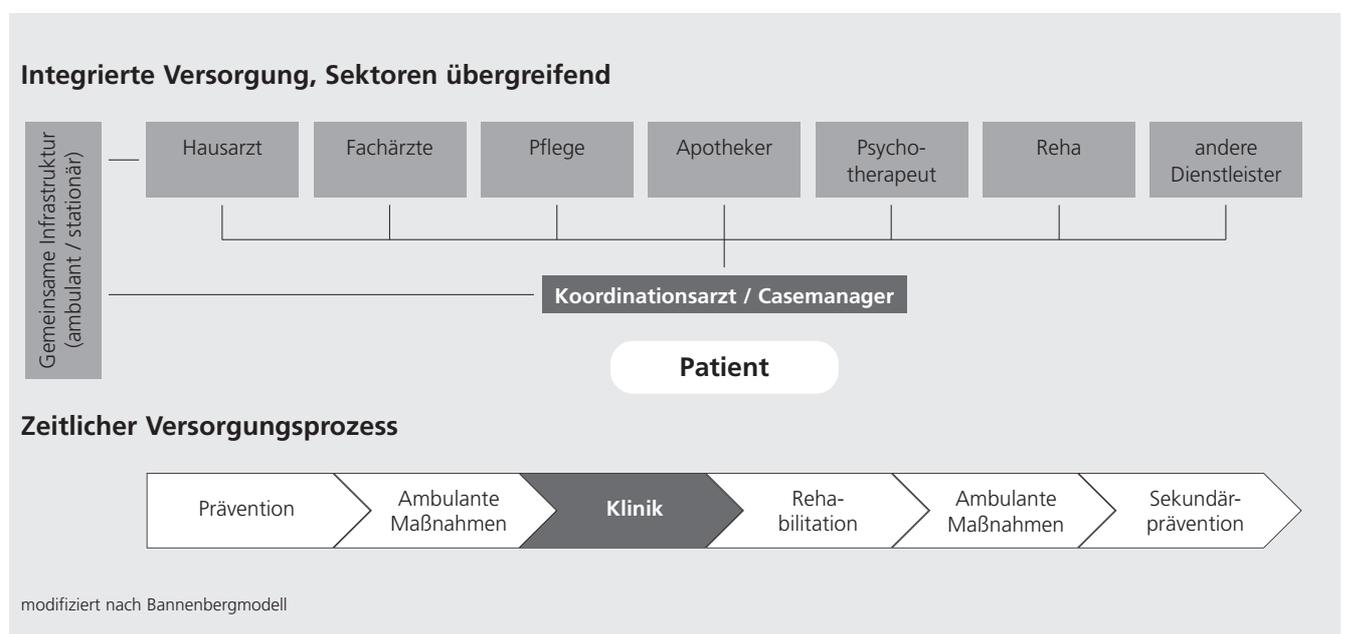 Integrierte Versorgung, Sektoren übergreifend
Gemeinsame Infrastruktur
(ambulant / stationär)
Hausarzt
Fachärzte
Pflege
Apotheker
Psycho-
therapeut
Reha
andere
Dienstleister
Koordinationsarzt / Casemanager
Patient
Zeitlicher Versorgungsprozess
Prävention
Ambulante
Maßnahmen
Klinik
Reha-
bilitation
Ambulante
Maßnahmen
Sekundär-
prävention
modifiziert nach Bannenbergmodell